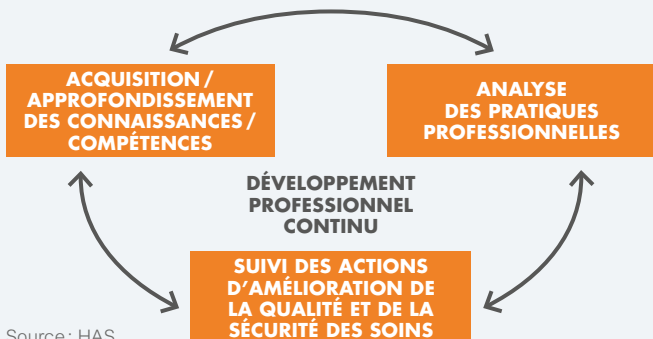 ACQUISITION /
APPROFONDISSEMENT
DES CONNAISSANCES /
COMPÉTENCES
ANALYSE
DES PRATIQUES
PROFESSIONNELLES
DÉVELOPPEMENT
PROFESSIONNEL
CONTINU
SUIVI DES ACTIONS
D’AMÉLIORATION DE
LA QUALITÉ ET DE LA
SÉCURITÉ DES SOINS
Source : HAS